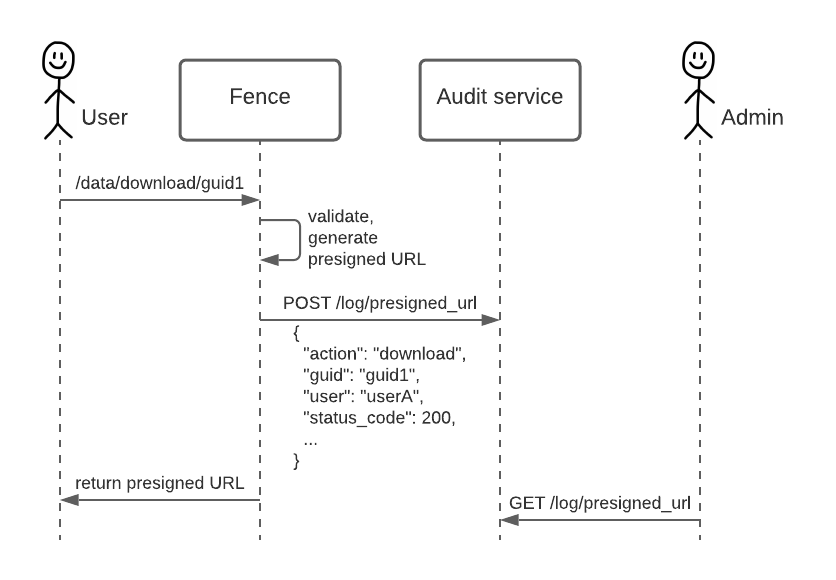 User
Fence
Audit service
Admin
/data/download/guid1
validate,
generate
presigned URL
POST /log/presigned_url
{
"action": "download",
"guid": "guid1",
"user": "userA",
"status_code": 200,
...
}
return presigned URL
GET /log/presigned_url